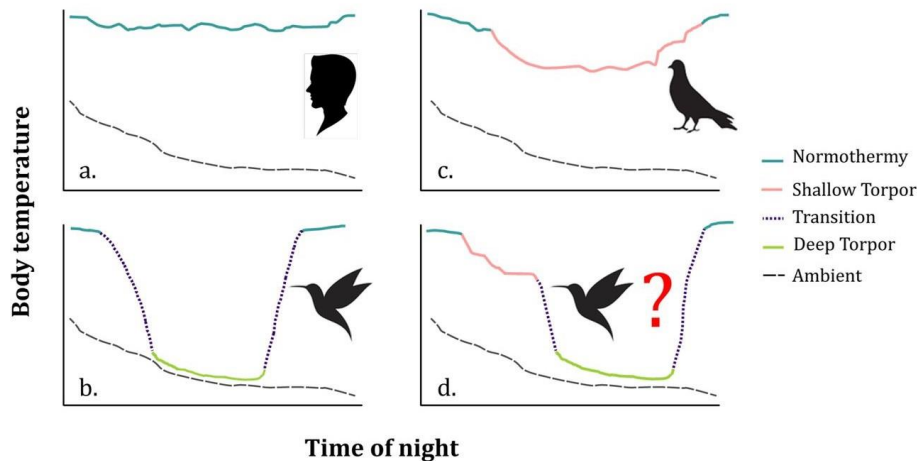 a.
c.
b.
d.
?
Body temperature
Time of night
Normothermy
Shallow Torpor
Transition
Deep Torpor
Ambient